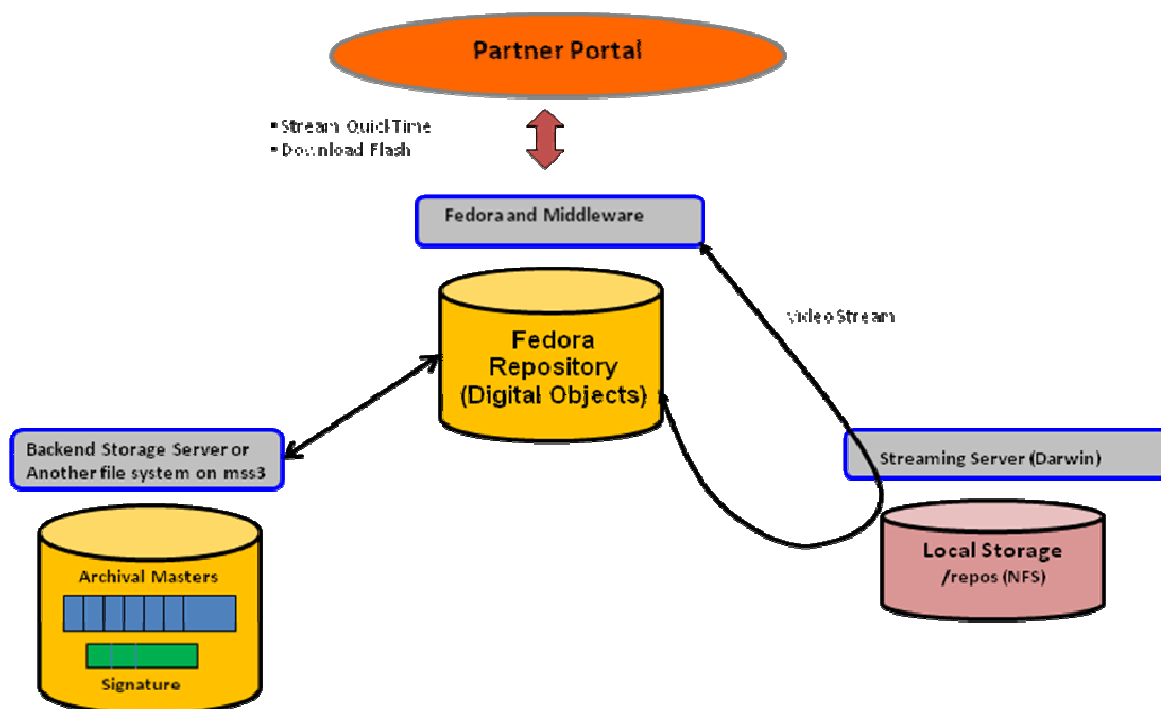 Partner Portal
▪ Stream QuickTime
▪ Download Flash
Fedora and Middleware
Video Stream
Fedora
Repository
(Digital Objects)
Backend Storage Server or
Another file system on mss3
Streaming Server (Darwin)
Local Storage
/repos (NFS)
Archival Masters
Signature